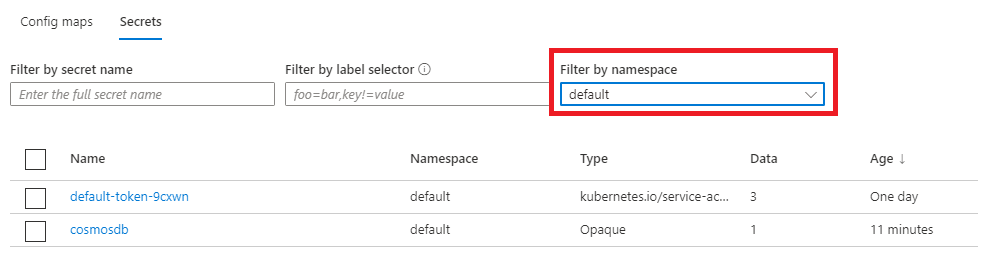 Config maps Secrets
Filter by secret name Filter by label selector Filter by namespace
Enter the full secret name foo=bar,key!=value default
Name Namespace Type Data Age ↓
default-token-9cxwn default kubernetes.io/service-ac... 3 One day
cosmosdb default Opaque 1 11 minutes